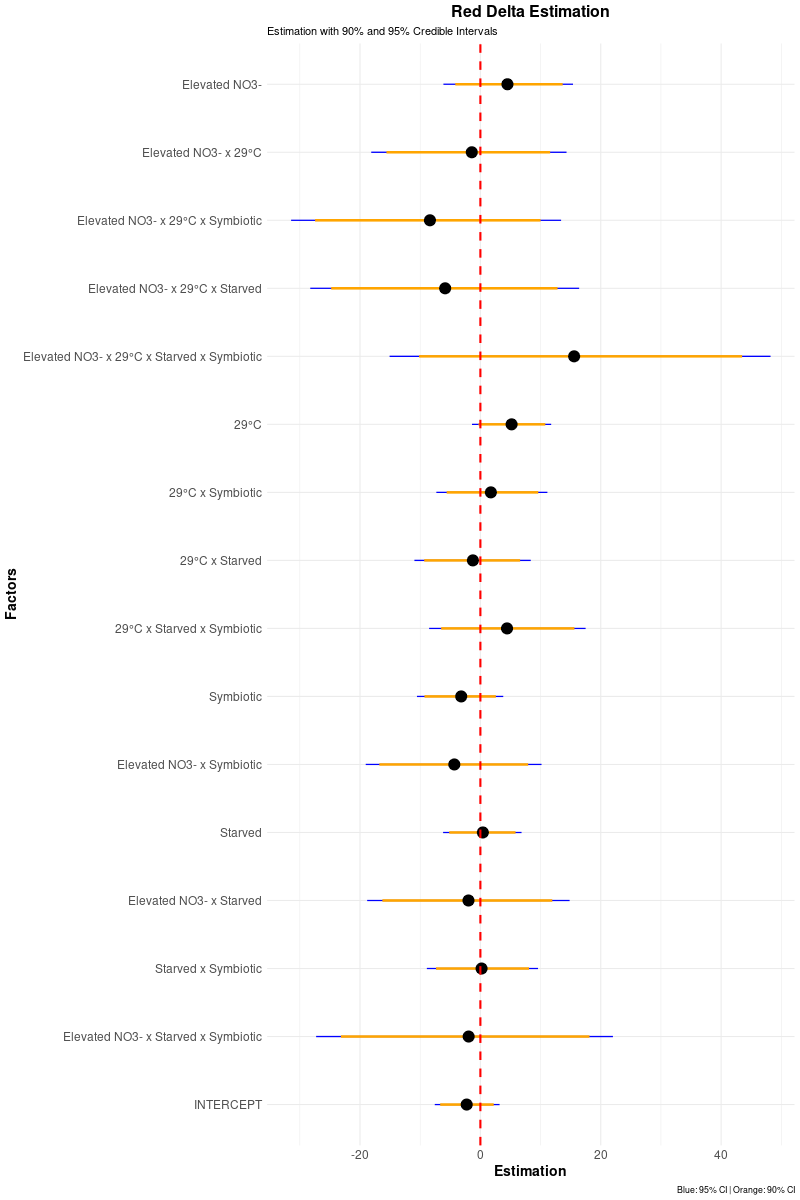 Red Delta Estimation
Estimation with 90% and 95% Credible Intervals
Factors
Elevated NO3-
Elevated NO3- x 29°C
Elevated NO3- x 29°C x Symbiotic
Elevated NO3- x 29°C x Starved
Elevated NO3- x 29°C x Starved x Symbiotic
29°C
29°C x Symbiotic
29°C x Starved
29°C x Starved x Symbiotic
Symbiotic
Elevated NO3- x Symbiotic
Starved
Elevated NO3- x Starved
Starved x Symbiotic
Elevated NO3- x Starved x Symbiotic
INTERCEPT
-20 0 20 40
Estimation
Blue: 95% CI | Orange: 90% CI